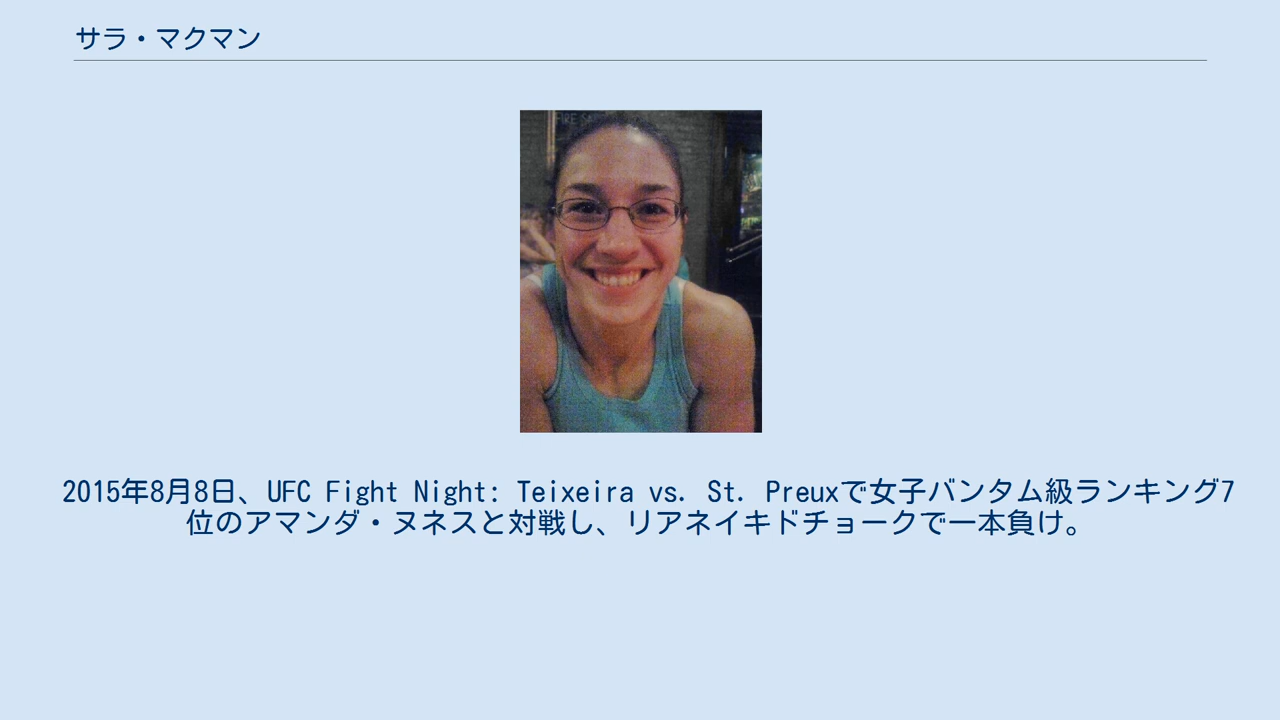 サラ・マクマン
FIRE SA
2015年8月8日、UFC Fight Night: Teixeira vs. St. Preuxで女子バンタム級ランキング7
位のアマンダ・ヌネスと対戦し、リアネイキドチョークで一本負け。